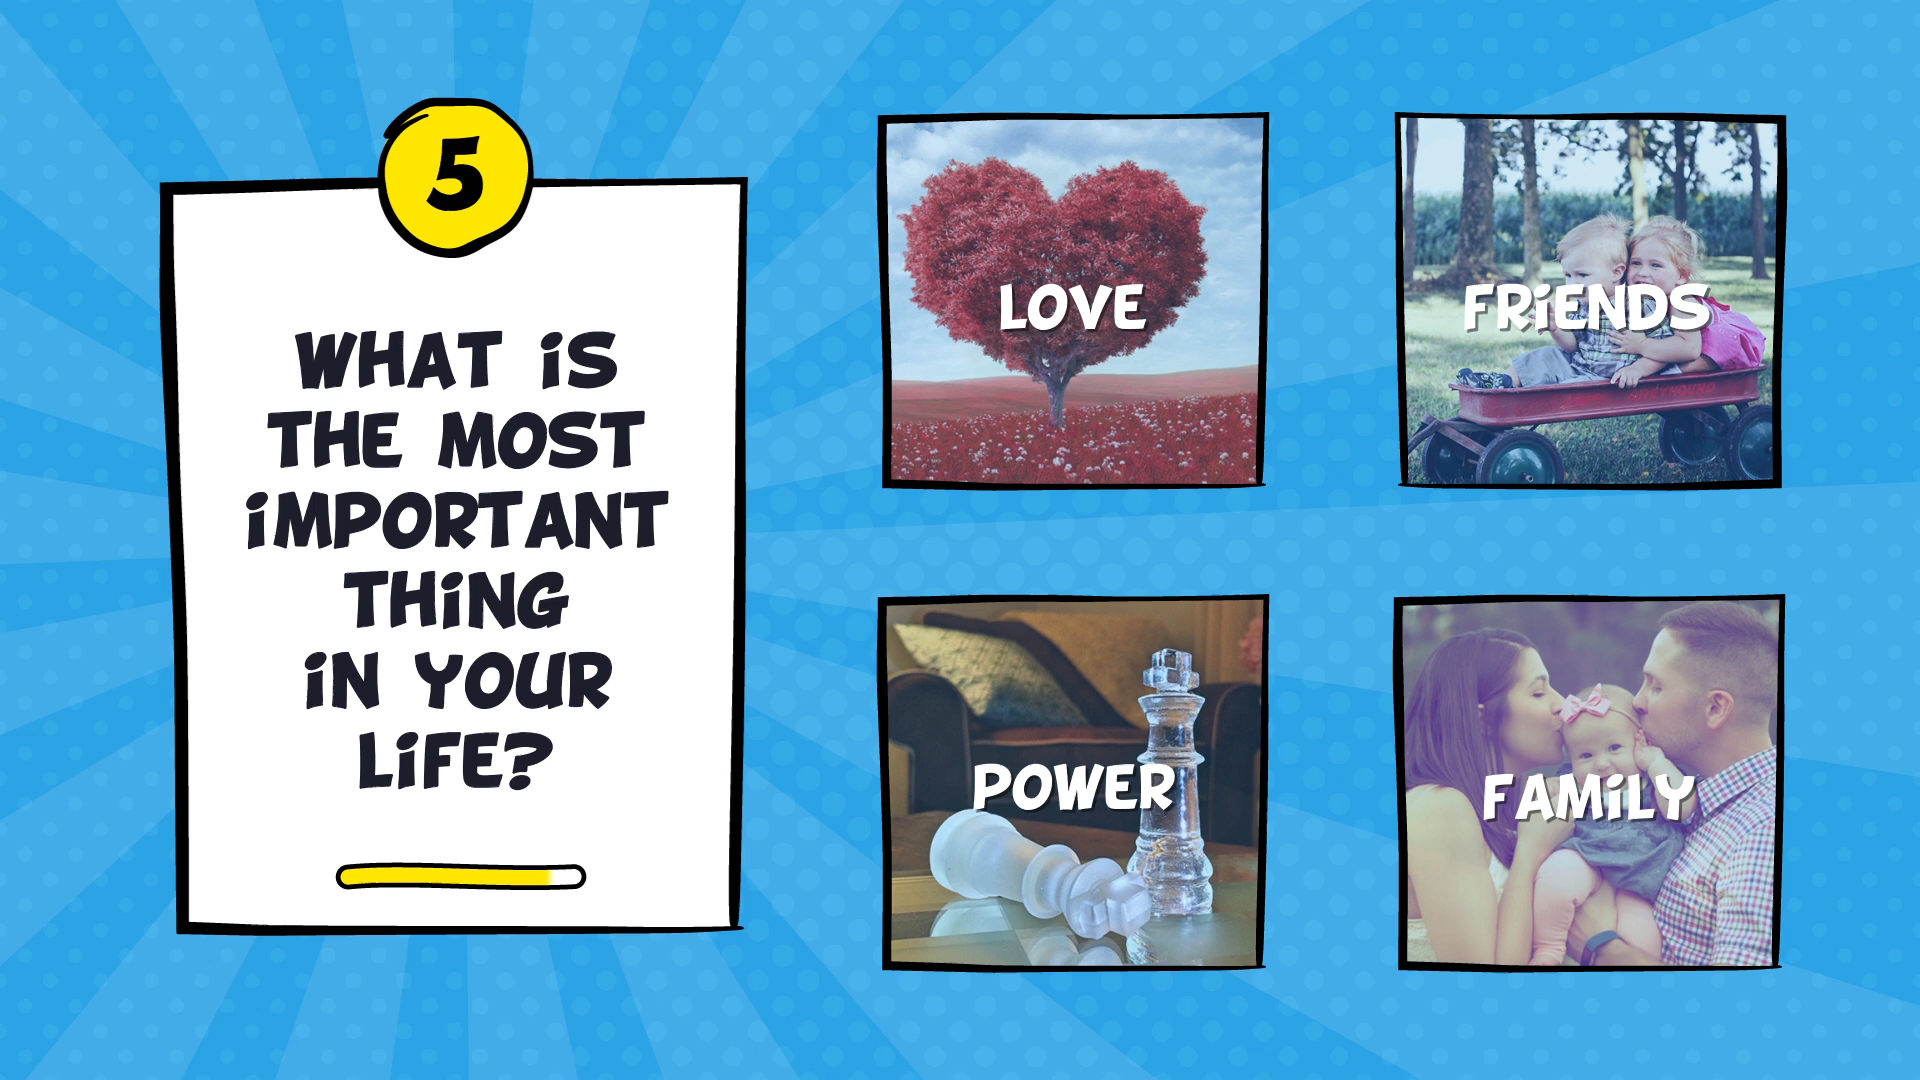 5
WHAT iS
THE MOST
iMPORTANT
THiNG
iN YOUR
LiFE?
LOVE
FRiENDS
POWER
FAMiLY